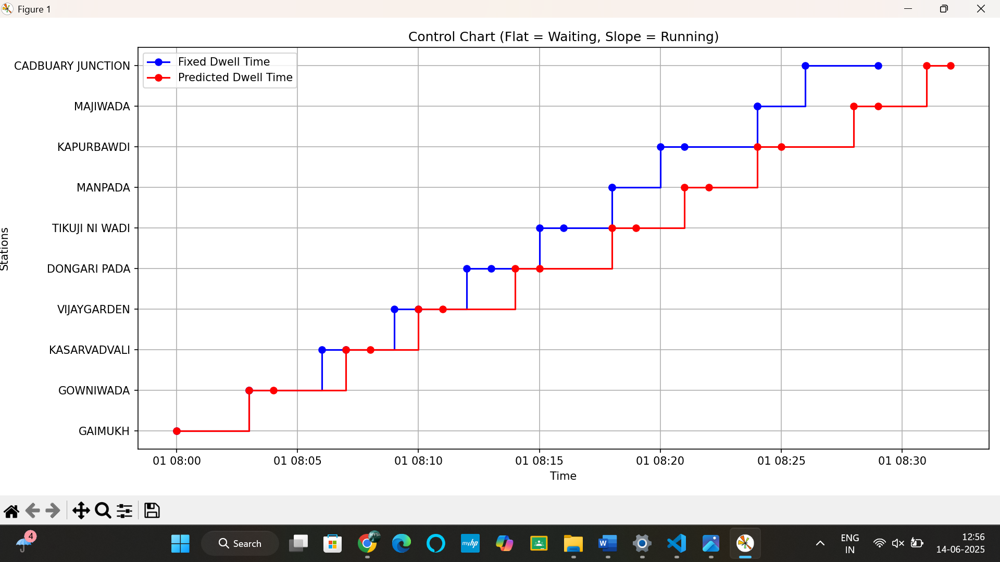 Figure 1
Control Chart (Flat = Waiting, Slope = Running)
Fixed Dwell Time
Predicted Dwell Time
CADBUARY JUNCTION
MAJIWADA
KAPURBAWDI
MANPADA
TIKUJI NI WADI
DONGARI PADA
VIJAYGARDEN
KASARVADVALI
GOWNIWADA
GAIMUKH
Stations
01 08:00 01 08:05 01 08:10 01 08:15 01 08:20 01 08:25 01 08:30
Time
4
Search
myhp
W
ENG
IN
12:56
14-06-2025